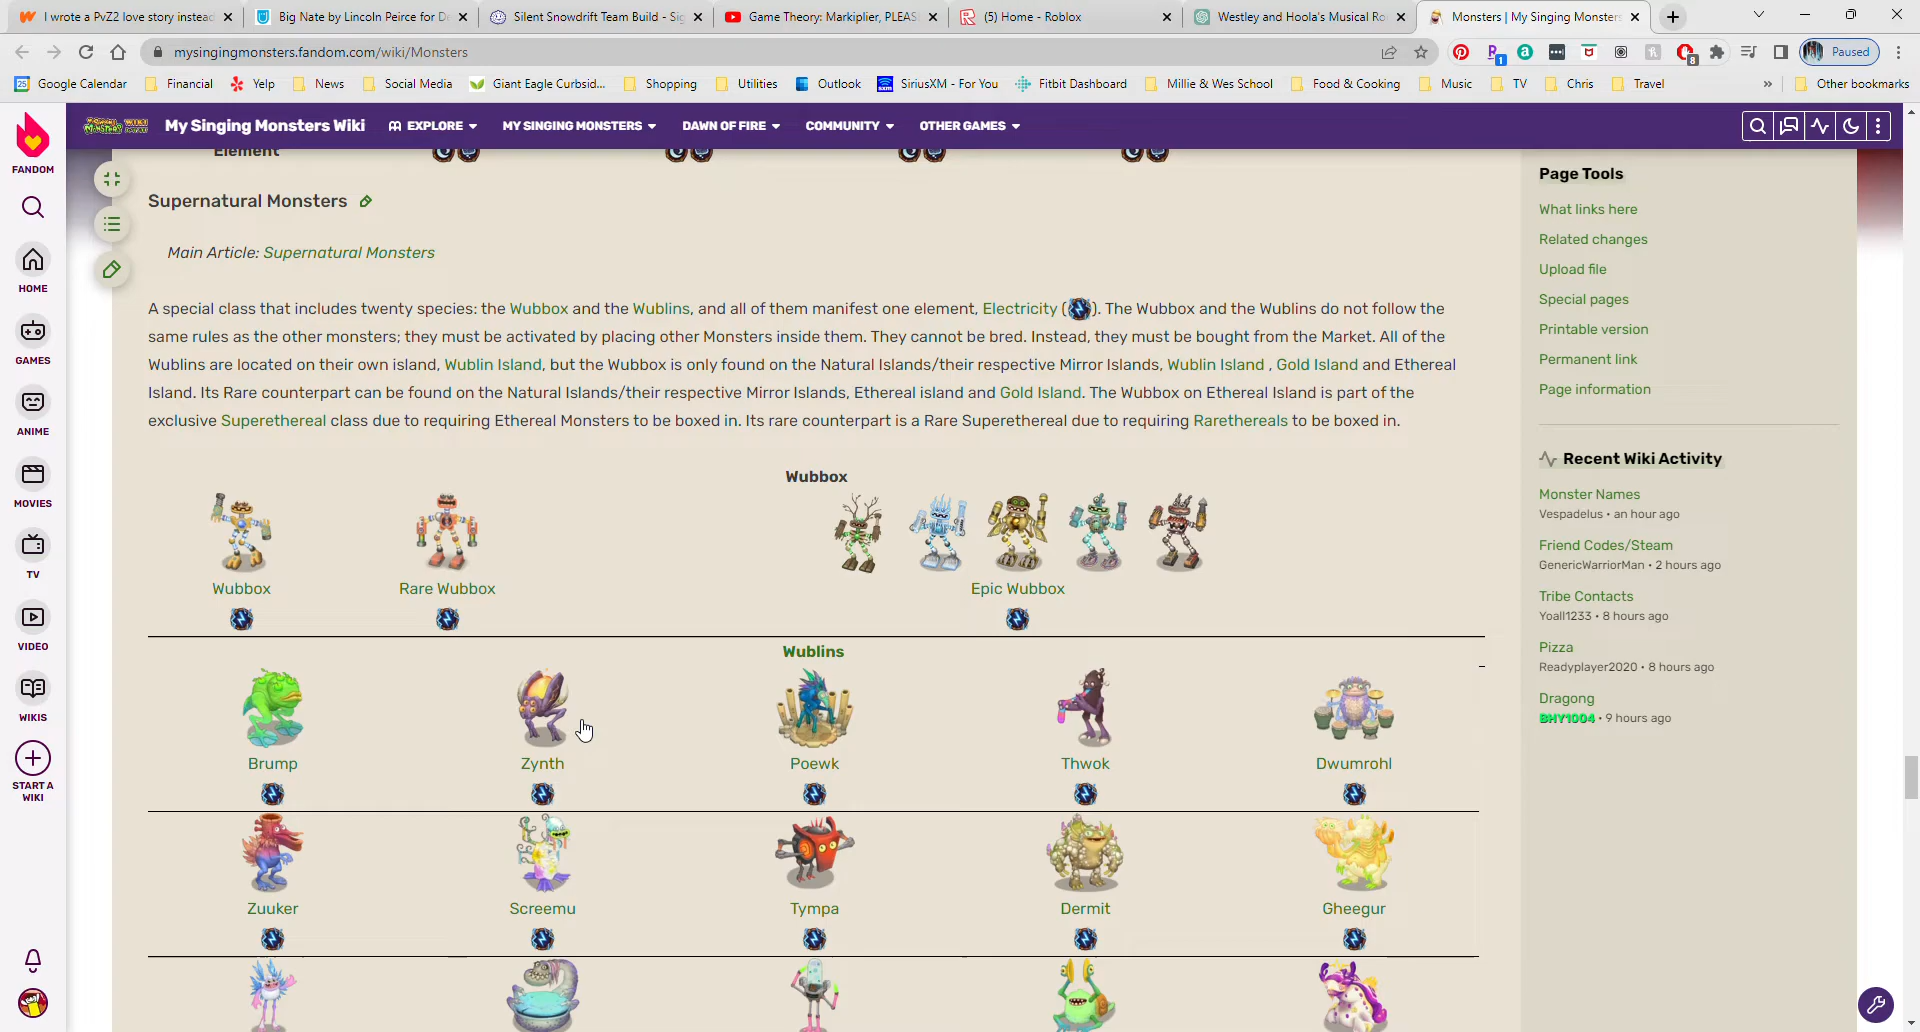 I wrote a PvZ2 love story instead
Big Nate by Lincoln Peirce for De
Silent Snowdrift Team Build - Sig
Game Theory: Markiplier, PLEAS
(5) Home - Roblox
Westley and Hoola's Musical Ro
Monsters | My Singing Monsters
mysingingmonsters.fandom.com/wiki/Monsters
Paused
Google Calendar
Financial
Yelp
News
Social Media
Giant Eagle Curbsid...
Shopping
Utilities
Outlook
SiriusXM - For You
Fitbit Dashboard
Millie & Wes School
Food & Cooking
Music
TV
Chris
Travel
»
Other bookmarks
FANDOM
HOME
GAMES
ANIME
MOVIES
TV
VIDEO
WIKIS
START A
WIKI
My Singing Monsters Wiki
EXPLORE
MY SINGING MONSTERS
DAWN OF FIRE
COMMUNITY
OTHER GAMES
Element
Supernatural Monsters
Main Article: Supernatural Monsters
A special class that includes twenty species: the Wubbox and the Wublins, and all of them manifest one element, Electricity ( ). The Wubbox and the Wublins do not follow the
same rules as the other monsters; they must be activated by placing other Monsters inside them. They cannot be bred. Instead, they must be bought from the Market. All of the
Wublins are located on their own island, Wublin Island, but the Wubbox is only found on the Natural Islands/their respective Mirror Islands, Wublin Island , Gold Island and Ethereal
Island. Its Rare counterpart can be found on the Natural Islands/their respective Mirror Islands, Ethereal island and Gold Island. The Wubbox on Ethereal Island is part of the
exclusive Superethereal class due to requiring Ethereal Monsters to be boxed in. Its rare counterpart is a Rare Superethereal due to requiring Rarethereals to be boxed in.
Wubbox
Wubbox
Rare Wubbox
Epic Wubbox
Wublins
Brump
Zynth
Poewk
Thwok
Dwumrohl
Zuuker
Screemu
Tympa
Dermit
Gheegur
Page Tools
What links here
Related changes
Upload file
Special pages
Printable version
Permanent link
Page information
Recent Wiki Activity
Monster Names
Vespadelus • an hour ago
Friend Codes/Steam
GenericWarriorMan • 2 hours ago
Tribe Contacts
Yoall1233 • 8 hours ago
Pizza
Readyplayer2020 • 8 hours ago
Dragong
BHY1004 • 9 hours ago